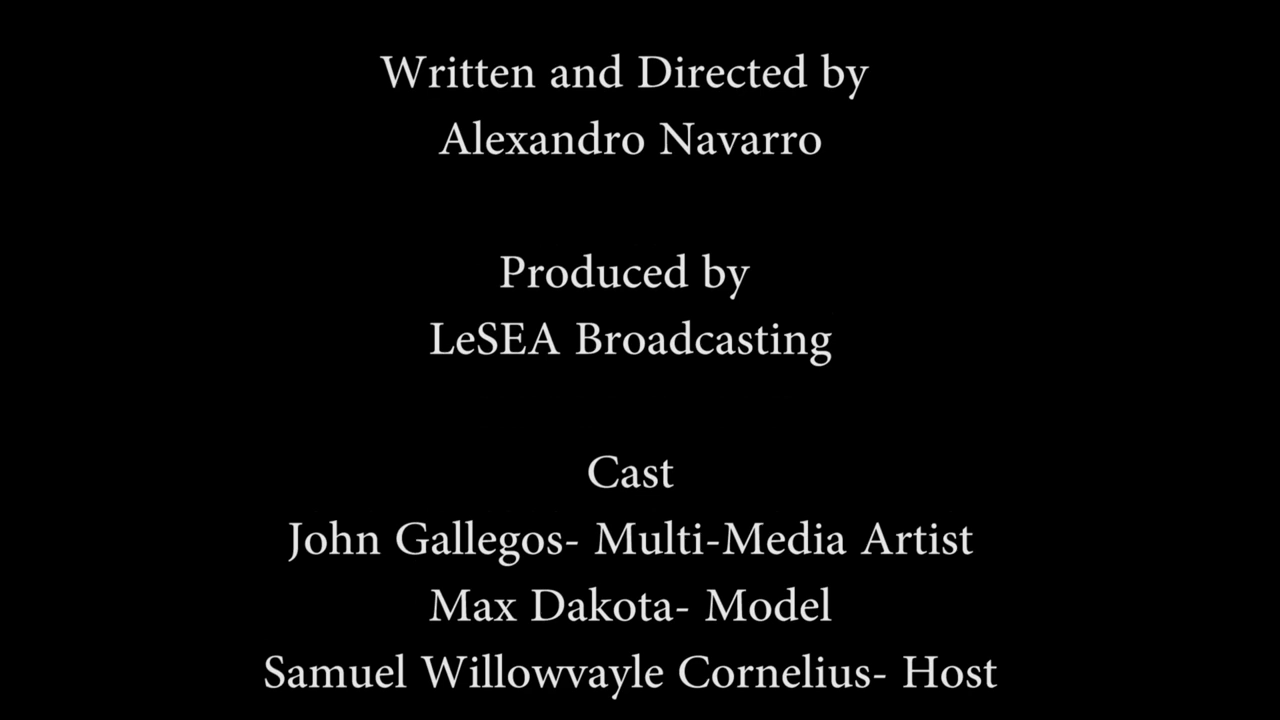 Written and Directed by
Alexandro Navarro
Produced by
LeSEA Broadcasting
Cast
John Gallegos- Multi-Media Artist
Max Dakota- Model
Samuel Willowvayle Cornelius- Host